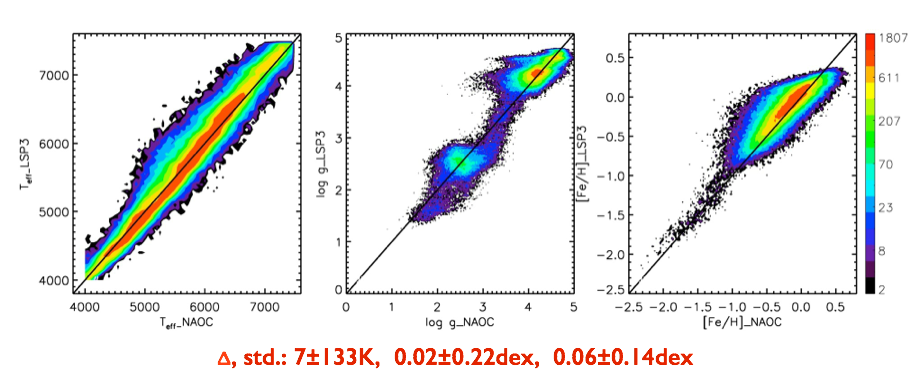 7000
6000
5000
4000
T_eff_LSP3
4000 5000 6000 7000
T_eff_NAOC
5
4
3
2
1
0
log g_LSP3
0 1 2 3 4 5
log g_NAOC
0.5
0.0
−0.5
−1.0
−1.5
−2.0
−2.5
[Fe/H]_LSP3
−2.5 −2.0 −1.5 −1.0 −0.5 0.0 0.5
[Fe/H]_NAOC
1807
611
207
70
23
8
2
Δ, std.: 7±133K, 0.02±0.22dex, 0.06±0.14dex